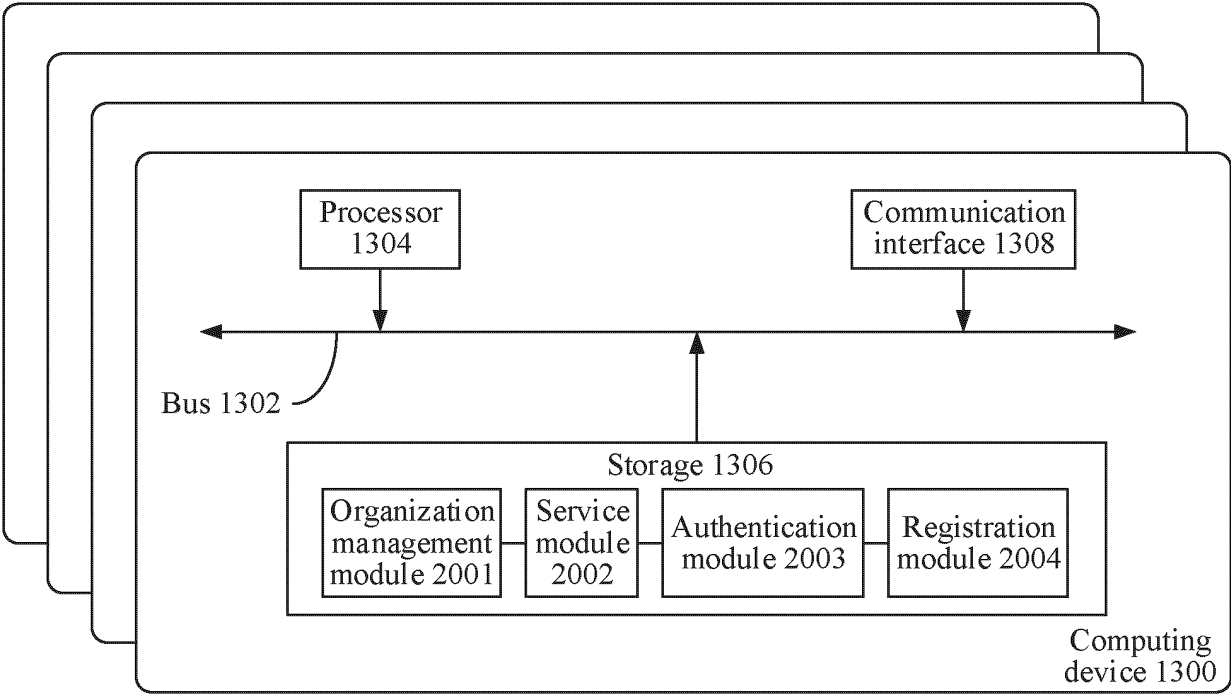 Processor
1304
Communication
interface 1308
Bus 1302
Storage 1306
Organization
management
module 2001
Service
module
2002
Authentication
module 2003
Registration
module 2004
Computing
device 1300